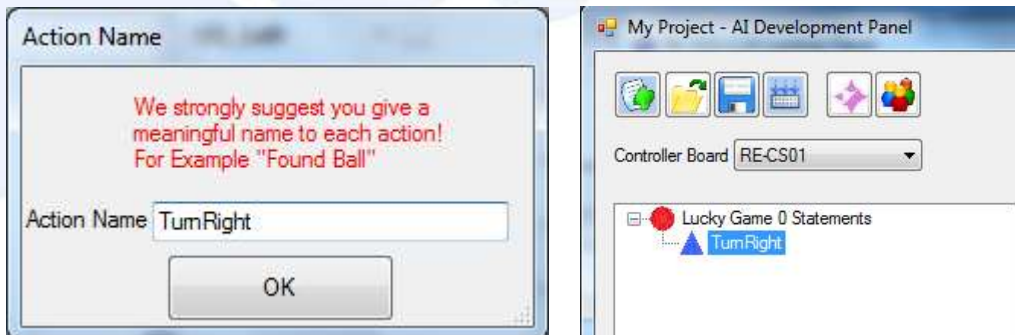 Action Name
We strongly suggest you give a
meaningful name to each action!
For Example "Found Ball"
Action Name TurnRight
OK
My Project - AI Development Panel
Controller Board RE-CS01
Lucky Game 0 Statements
TurnRight